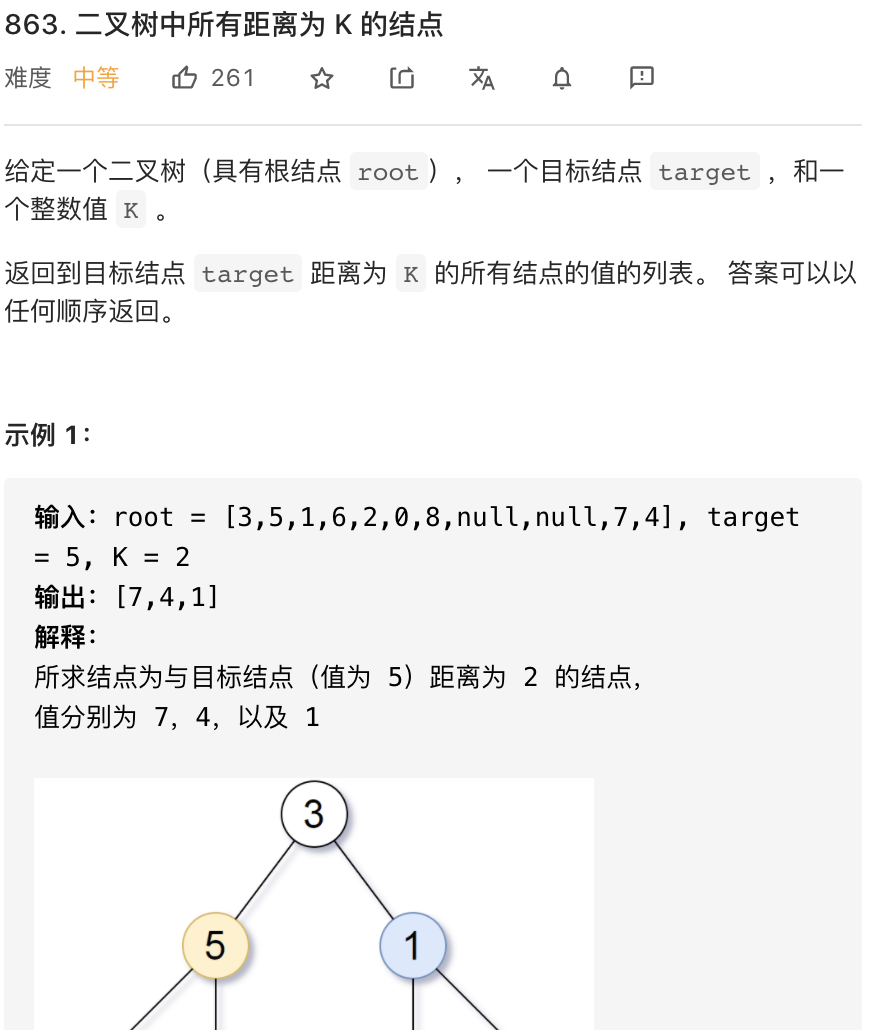 863. 二叉树中所有距离为 K 的结点
难度 中等 261
给定一个二叉树（具有根结点 root）， 一个目标结点 target ，和一
个整数值 K 。
返回到目标结点 target 距离为 K 的所有结点的值的列表。 答案可以以
任何顺序返回。
示例 1：
输入：root = [3,5,1,6,2,0,8,null,null,7,4], target
= 5, K = 2
输出：[7,4,1]
解释：
所求结点为与目标结点（值为 5）距离为 2 的结点，
值分别为 7，4，以及 1
3
5 1